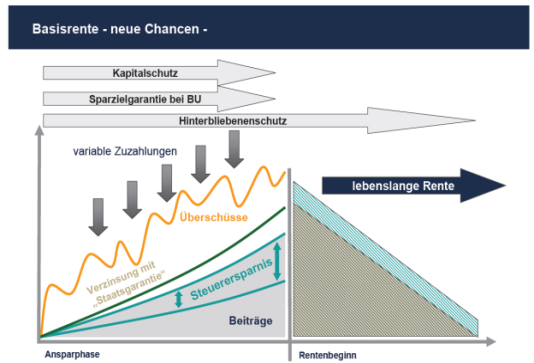 Basisrente - neue Chancen -
Kapitalschutz
Sparzielgarantie bei BU
Hinterbliebenenschutz
variable Zuzahlungen
lebenslange Rente
Überschüsse
Verzinsung mit
„Staatsgarantie“
Steuerersparnis
Beiträge
Ansparphase
Rentenbeginn